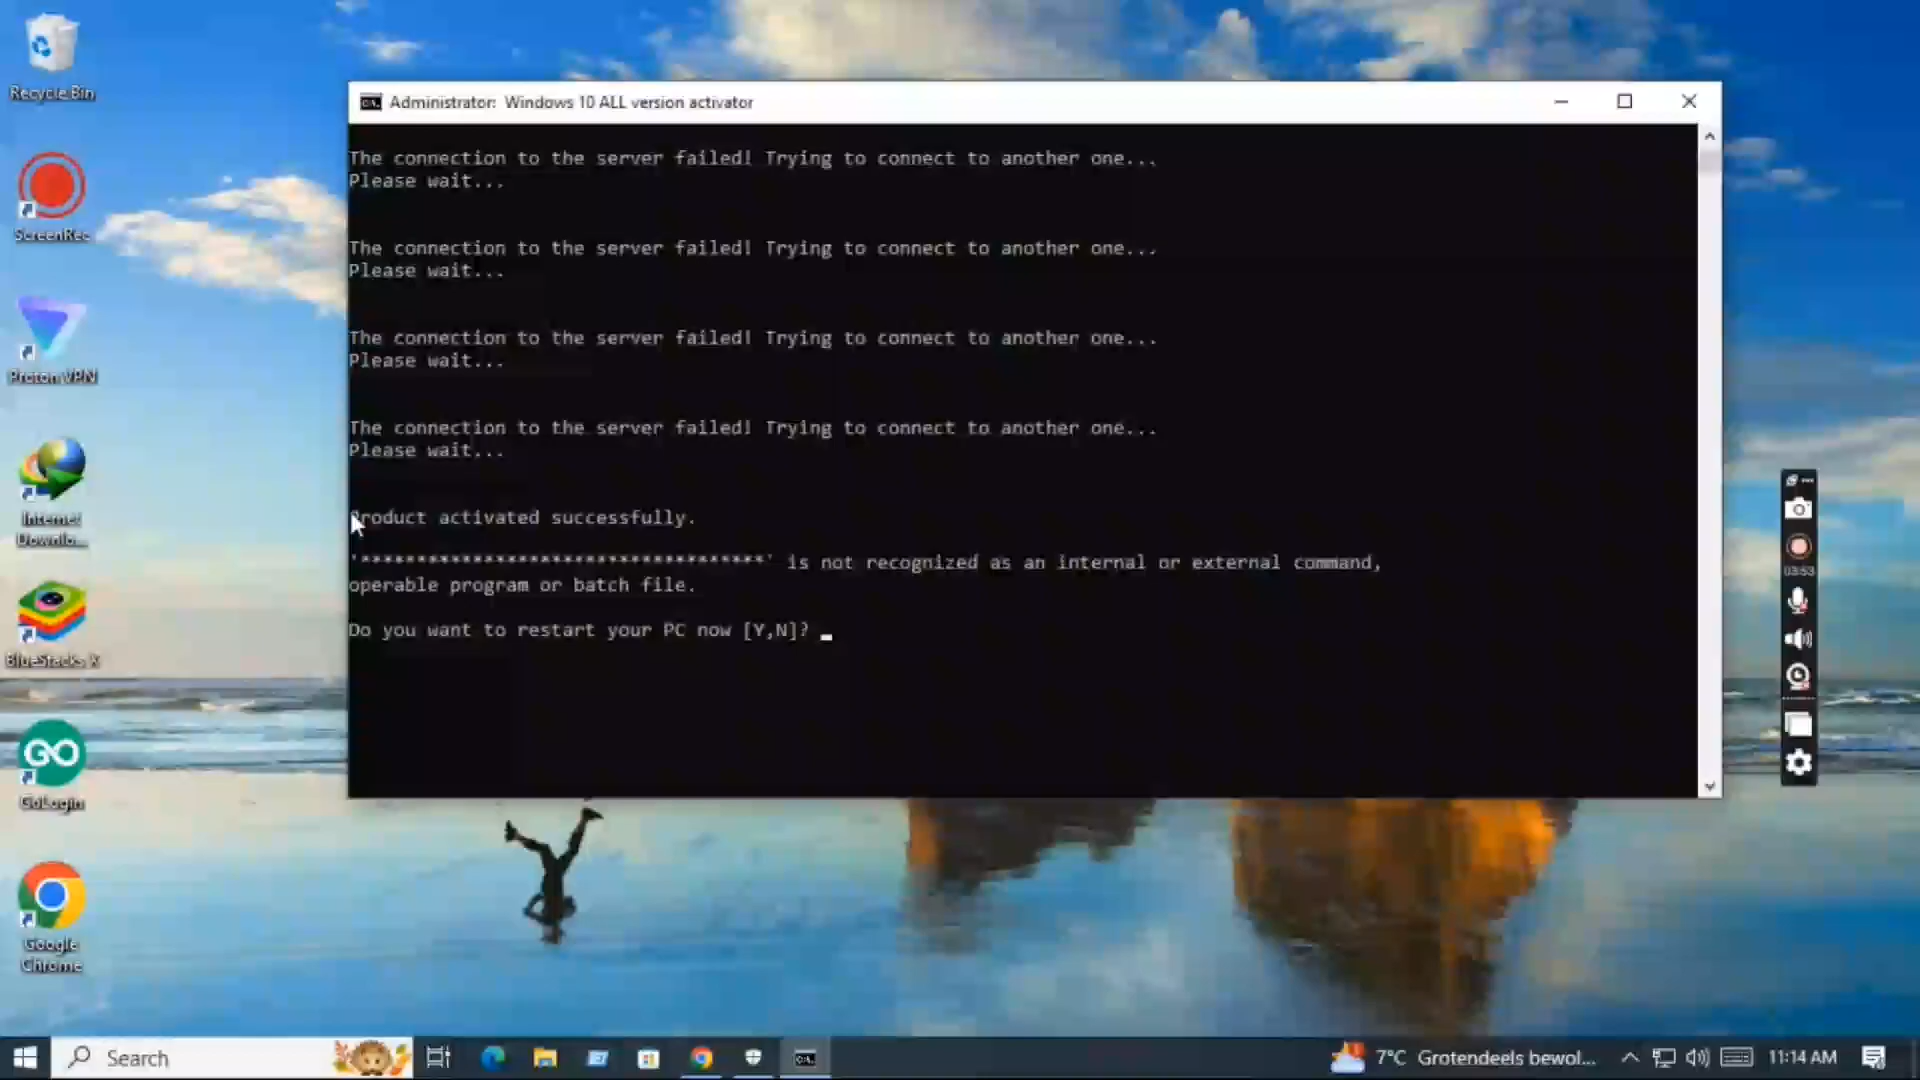 Recycle Bin
ScreenRec
Proton VPN
Internet
Downlo...
BlueStacks X
GoLogin
Google
Chrome
Administrator: Windows 10 ALL version activator
The connection to the server failed! Trying to connect to another one...
Please wait...
The connection to the server failed! Trying to connect to another one...
Please wait...
The connection to the server failed! Trying to connect to another one...
Please wait...
The connection to the server failed! Trying to connect to another one...
Please wait...
Product activated successfully.
'************************************' is not recognized as an internal or external command,
operable program or batch file.
Do you want to restart your PC now [Y,N]?
03:53
Search
7°C Grotendeels bewol...
11:14 AM